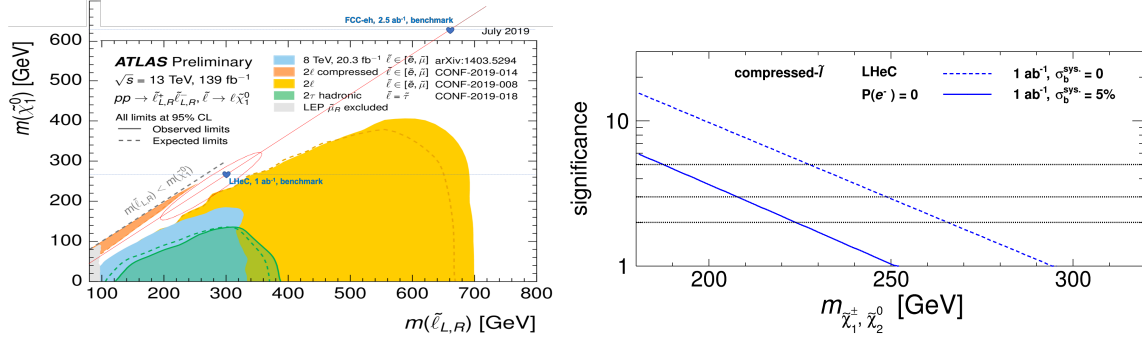 FCC-eh, 2.5 ab⁻¹, benchmark
July 2019
ATLAS Preliminary
√s = 13 TeV, 139 fb⁻¹
pp → ℓ̃⁺L,R ℓ̃⁻L,R, ℓ̃ → ℓχ̃⁰₁
All limits at 95% CL
Observed limits
Expected limits
8 TeV, 20.3 fb⁻¹ ℓ̃ ∈ [ẽ, μ̃] arXiv:1403.5294
2ℓ compressed ℓ̃ ∈ [ẽ, μ̃] CONF-2019-014
2ℓ ℓ̃ ∈ [ẽ, μ̃] CONF-2019-008
2τ hadronic ℓ̃ = τ̃ CONF-2019-018
LEP μ̃R excluded
m(ℓ̃L,R) < m(χ̃⁰₁)
LHeC, 1 ab⁻¹, benchmark
m(χ̃⁰₁) [GeV]
600
500
400
300
200
100
0
100 200 300 400 500 600 700 800
m(ℓ̃L,R) [GeV]
compressed-l̃ LHeC 1 ab⁻¹, σb^sys. = 0
P(e⁻) = 0 1 ab⁻¹, σb^sys. = 5%
significance
10
1
200 250 300
mχ̃±₁, χ̃⁰₂ [GeV]